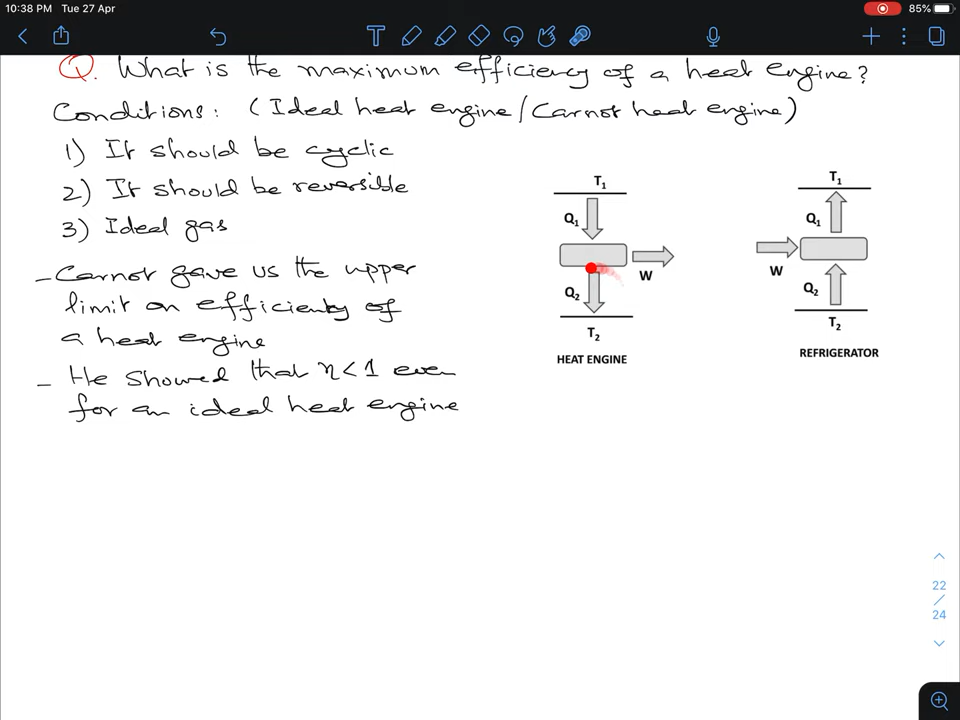 10:38 PM Tue 27 Apr
85%
Q. What is the maximum efficiency of a heat engine?
Conditions: (Ideal heat engine/Carnot heat engine)
1) It should be cyclic
2) It should be reversible
3) Ideal gas
- Carnot gave us the upper
limit on efficiency of
a heat engine
- He showed that η<1 even
for an ideal heat engine
T1
Q1
W
Q2
T2
HEAT ENGINE
T1
Q1
W
Q2
T2
REFRIGERATOR
22
/
24